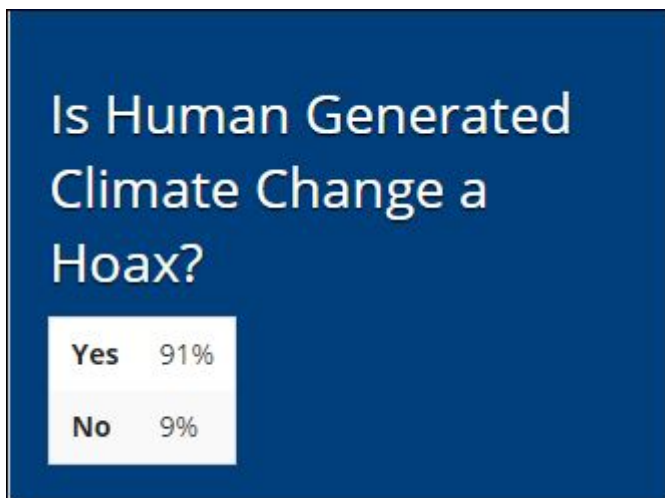 Is Human Generated
Climate Change a
Hoax?
Yes 91%
No 9%